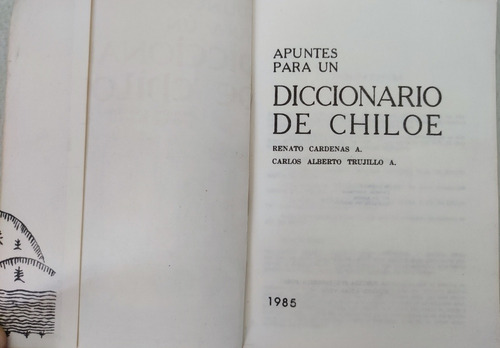 APUNTES
PARA UN
DICCIONARIO
DE CHILOE
RENATO CARDENAS A.
CARLOS ALBERTO TRUJILLO A.
1985